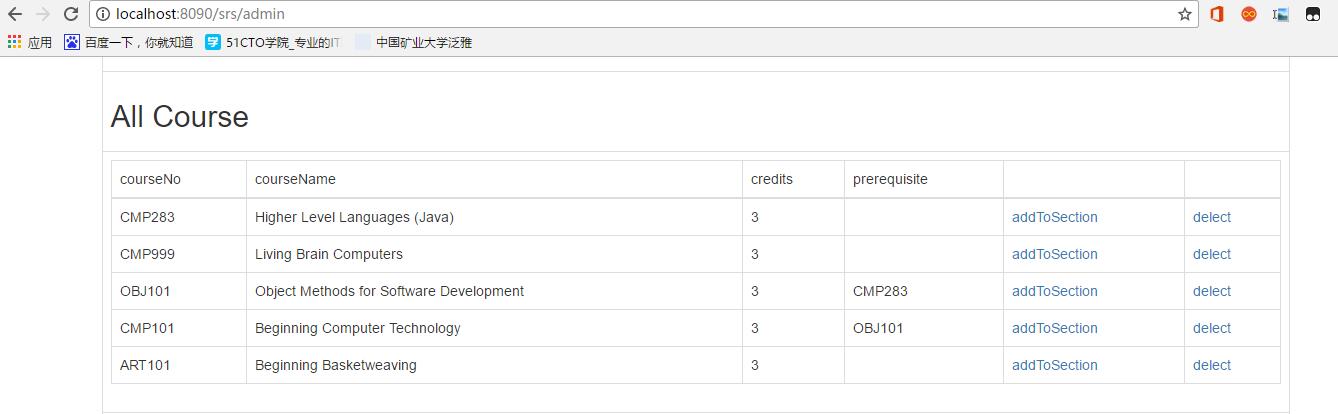 localhost:8090/srs/admin
应用 百度一下，你就知道 51CTO学院_专业的IT 中国矿业大学泛雅
All Course
courseNo courseName credits prerequisite
CMP283 Higher Level Languages (Java) 3 addToSection delect
CMP999 Living Brain Computers 3 addToSection delect
OBJ101 Object Methods for Software Development 3 CMP283 addToSection delect
CMP101 Beginning Computer Technology 3 OBJ101 addToSection delect
ART101 Beginning Basketweaving 3 addToSection delect